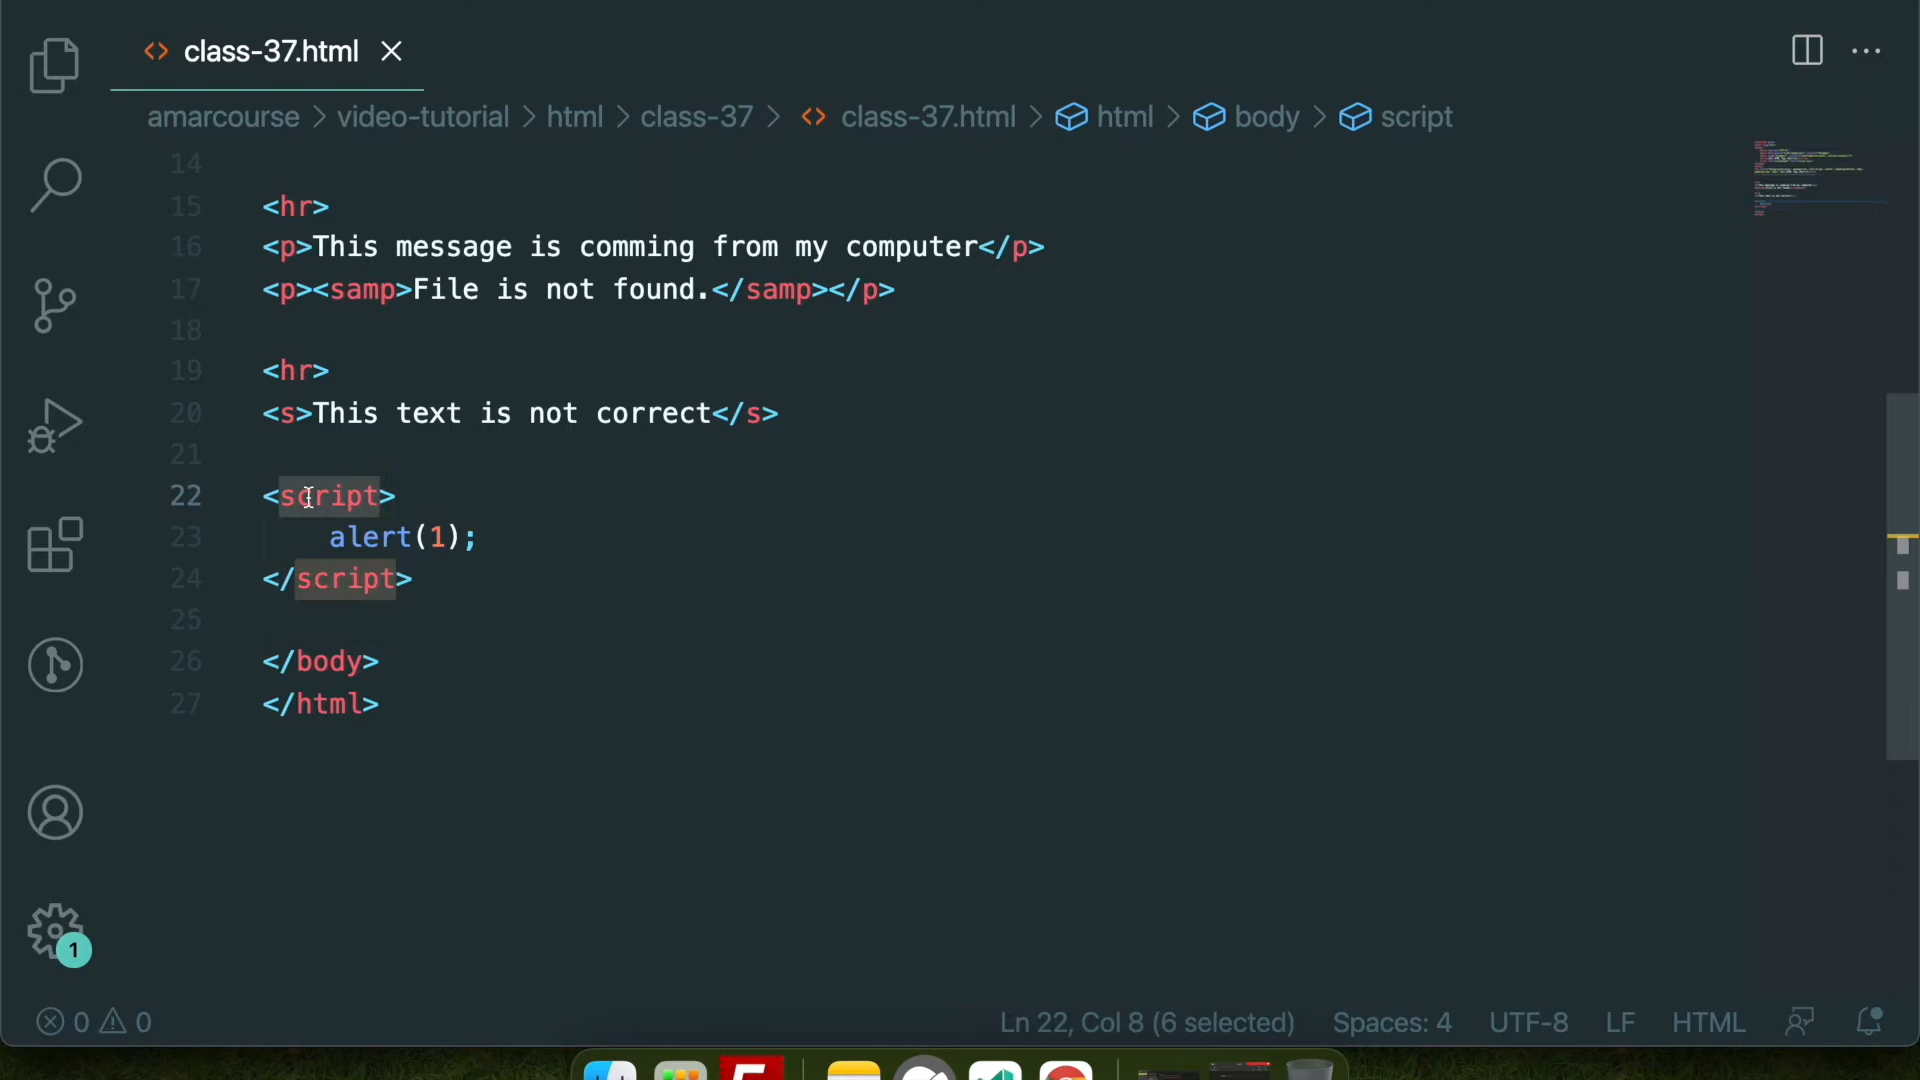 class-37.html
amarcourse > video-tutorial > html > class-37 > class-37.html > html > body > script
14
15 <hr>
16 <p>This message is comming from my computer</p>
17 <p><samp>File is not found.</samp></p>
18
19 <hr>
20 <s>This text is not correct</s>
21
22 <script>
23 alert(1);
24 </script>
25
26 </body>
27 </html>
1
0 0 Ln 22, Col 8 (6 selected) Spaces: 4 UTF-8 LF HTML